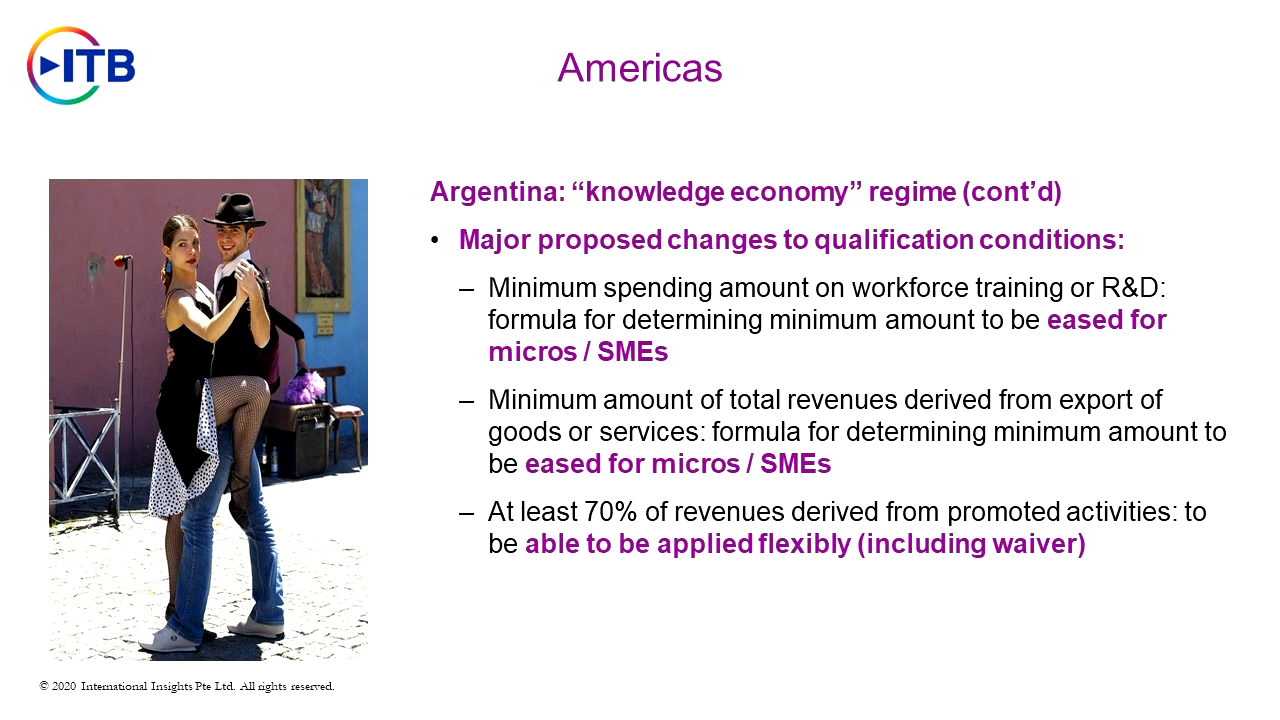 ITB
Americas
Argentina: “knowledge economy” regime (cont’d)
• Major proposed changes to qualification conditions:
– Minimum spending amount on workforce training or R&D:
formula for determining minimum amount to be eased for
micros / SMEs
– Minimum amount of total revenues derived from export of
goods or services: formula for determining minimum amount to
be eased for micros / SMEs
– At least 70% of revenues derived from promoted activities: to
be able to be applied flexibly (including waiver)
© 2020 International Insights Pte Ltd. All rights reserved.